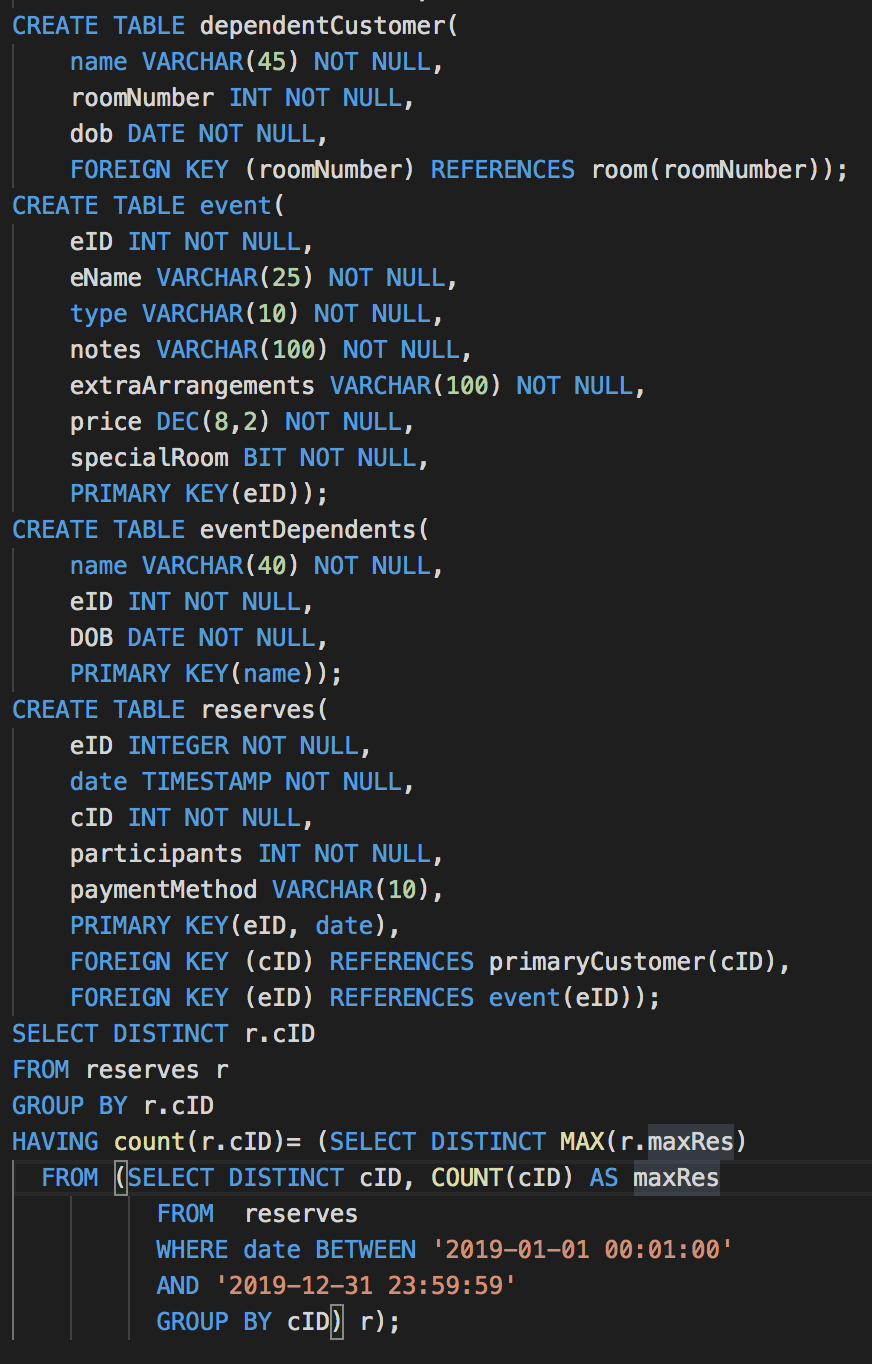 CREATE TABLE dependentCustomer(
    name VARCHAR(45) NOT NULL,
    roomNumber INT NOT NULL,
    dob DATE NOT NULL,
    FOREIGN KEY (roomNumber) REFERENCES room(roomNumber));
CREATE TABLE event(
    eID INT NOT NULL,
    eName VARCHAR(25) NOT NULL,
    type VARCHAR(10) NOT NULL,
    notes VARCHAR(100) NOT NULL,
    extraArrangements VARCHAR(100) NOT NULL,
    price DEC(8,2) NOT NULL,
    specialRoom BIT NOT NULL,
    PRIMARY KEY(eID));
CREATE TABLE eventDependents(
    name VARCHAR(40) NOT NULL,
    eID INT NOT NULL,
    DOB DATE NOT NULL,
    PRIMARY KEY(name));
CREATE TABLE reserves(
    eID INTEGER NOT NULL,
    date TIMESTAMP NOT NULL,
    cID INT NOT NULL,
    participants INT NOT NULL,
    paymentMethod VARCHAR(10),
    PRIMARY KEY(eID, date),
    FOREIGN KEY (cID) REFERENCES primaryCustomer(cID),
    FOREIGN KEY (eID) REFERENCES event(eID));
SELECT DISTINCT r.cID
FROM reserves r
GROUP BY r.cID
HAVING count(r.cID)= (SELECT DISTINCT MAX(r.maxRes)
  FROM (SELECT DISTINCT cID, COUNT(cID) AS maxRes
          FROM  reserves
          WHERE date BETWEEN '2019-01-01 00:01:00'
          AND '2019-12-31 23:59:59'
          GROUP BY cID) r);